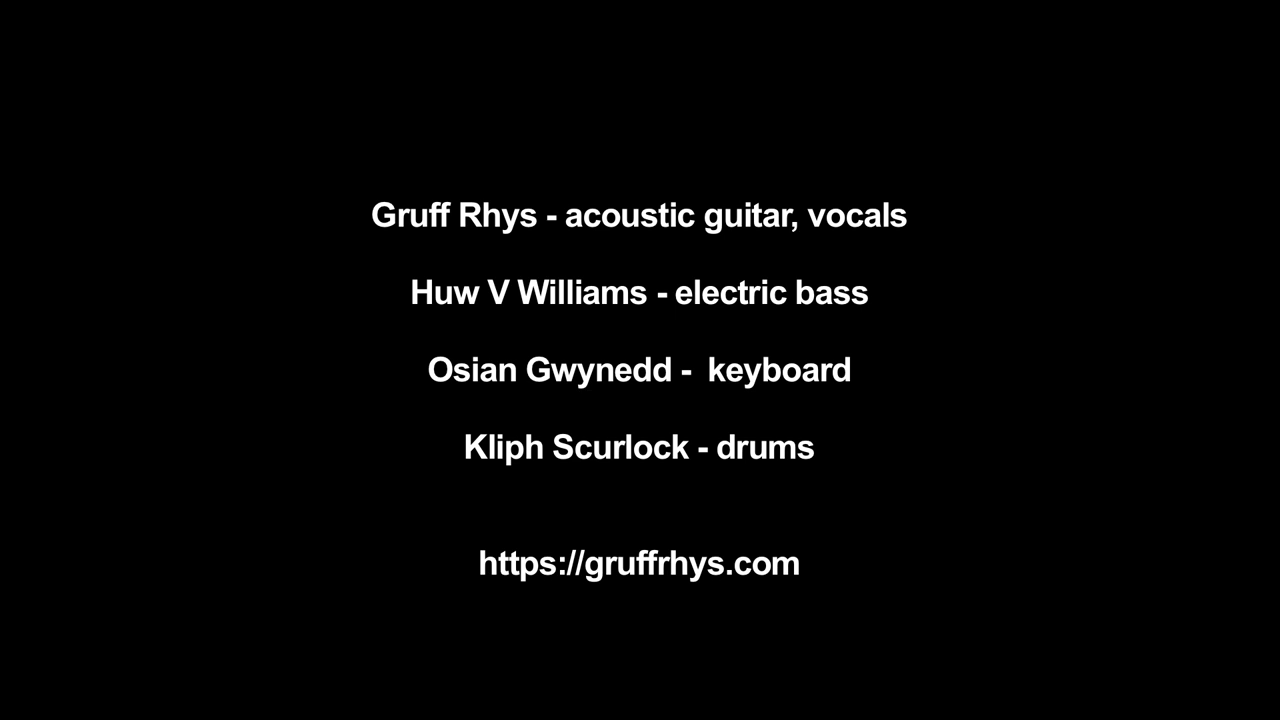 Gruff Rhys - acoustic guitar, vocals
Huw V Williams - electric bass
Osian Gwynedd -  keyboard
Kliph Scurlock - drums
https://gruffrhys.com